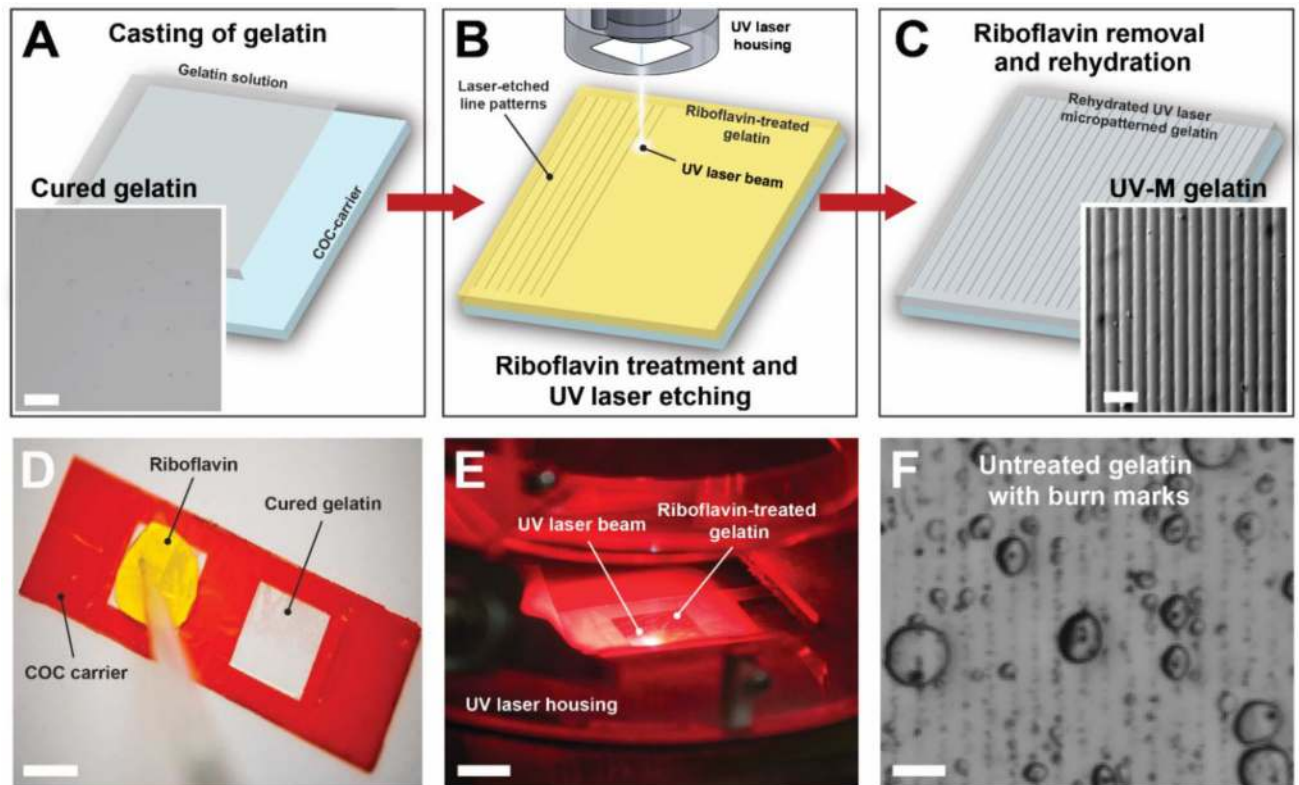 A
Casting of gelatin
Gelatin solution
COC-carrier
Cured gelatin
B
UV laser
housing
Laser-etched
line patterns
Riboflavin-treated
gelatin
UV laser beam
Riboflavin treatment and
UV laser etching
C
Riboflavin removal
and rehydration
Rehydrated UV laser
micropatterned gelatin
UV-M gelatin
D
Riboflavin
Cured gelatin
COC carrier
E
UV laser beam
Riboflavin-treated
gelatin
UV laser housing
F
Untreated gelatin
with burn marks